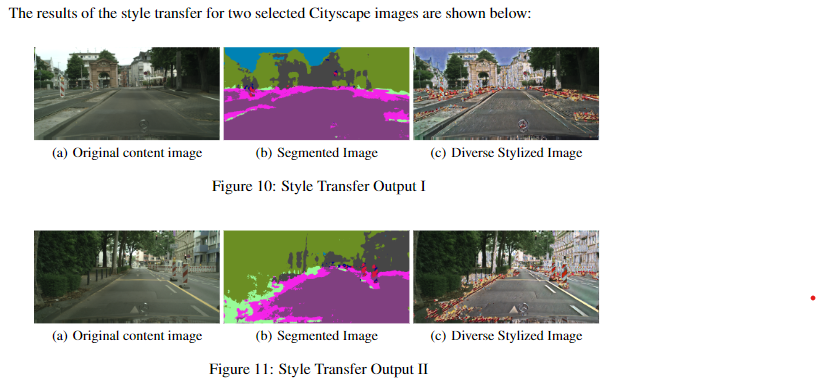 The results of the style transfer for two selected Cityscape images are shown below:
(a) Original content image (b) Segmented Image (c) Diverse Stylized Image
Figure 10: Style Transfer Output I
(a) Original content image (b) Segmented Image (c) Diverse Stylized Image
Figure 11: Style Transfer Output II